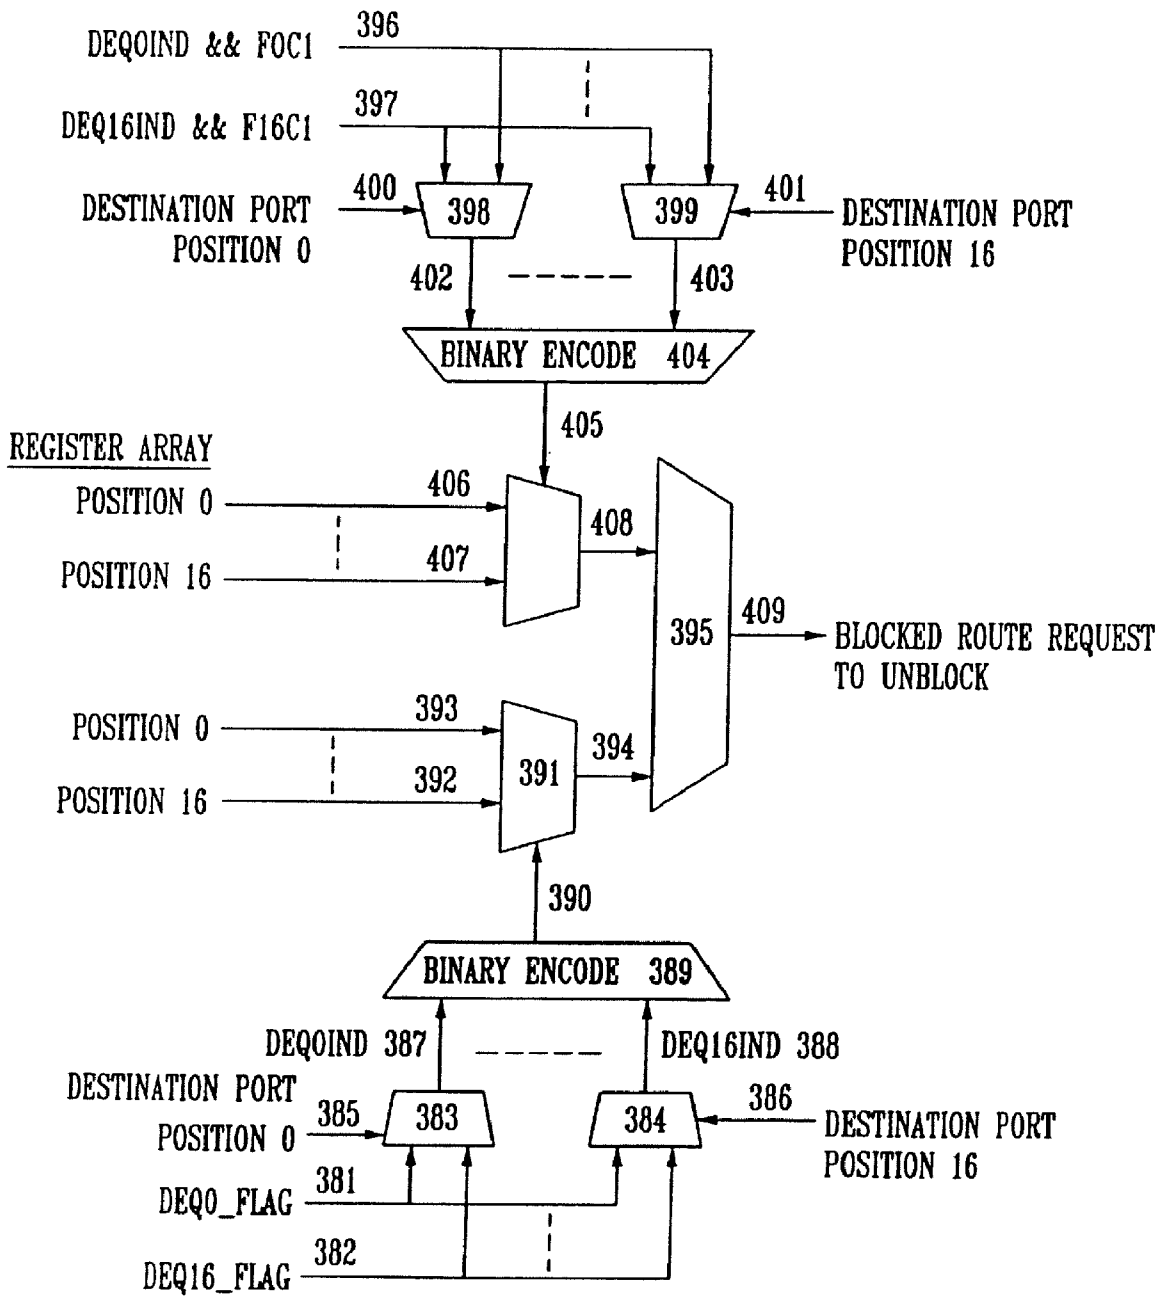 396
DEQOIND && FOC1
397
DEQ16IND && F16C1
400
DESTINATION PORT
POSITION 0
398
399
401
DESTINATION PORT
POSITION 16
402
403
BINARY ENCODE 404
405
REGISTER ARRAY
POSITION 0
406
408
POSITION 16
407
395
409
BLOCKED ROUTE REQUEST
TO UNBLOCK
POSITION 0
393
391
394
POSITION 16
392
390
BINARY ENCODE 389
DEQ0IND 387
DEQ16IND 388
DESTINATION PORT
POSITION 0
385
383
384
386
DESTINATION PORT
POSITION 16
DEQ0_FLAG
381
DEQ16_FLAG
382